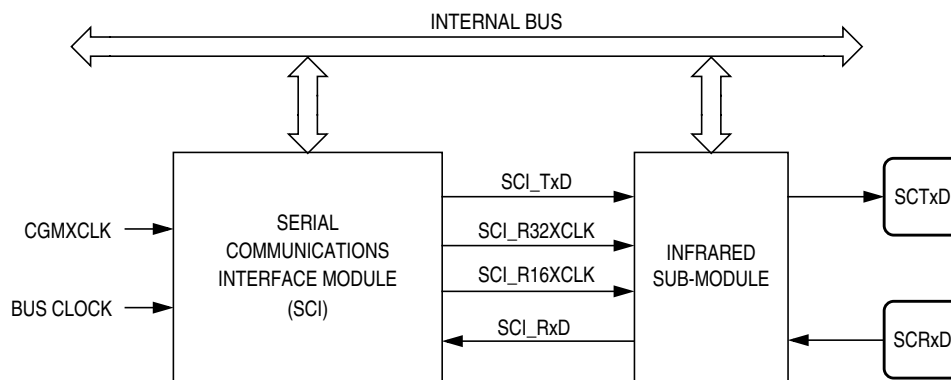 INTERNAL BUS
CGMXCLK
BUS CLOCK
SERIAL
COMMUNICATIONS
INTERFACE MODULE
(SCI)
SCI_TxD
SCI_R32XCLK
SCI_R16XCLK
SCI_RxD
INFRARED
SUB-MODULE
SCTxD
SCRxD